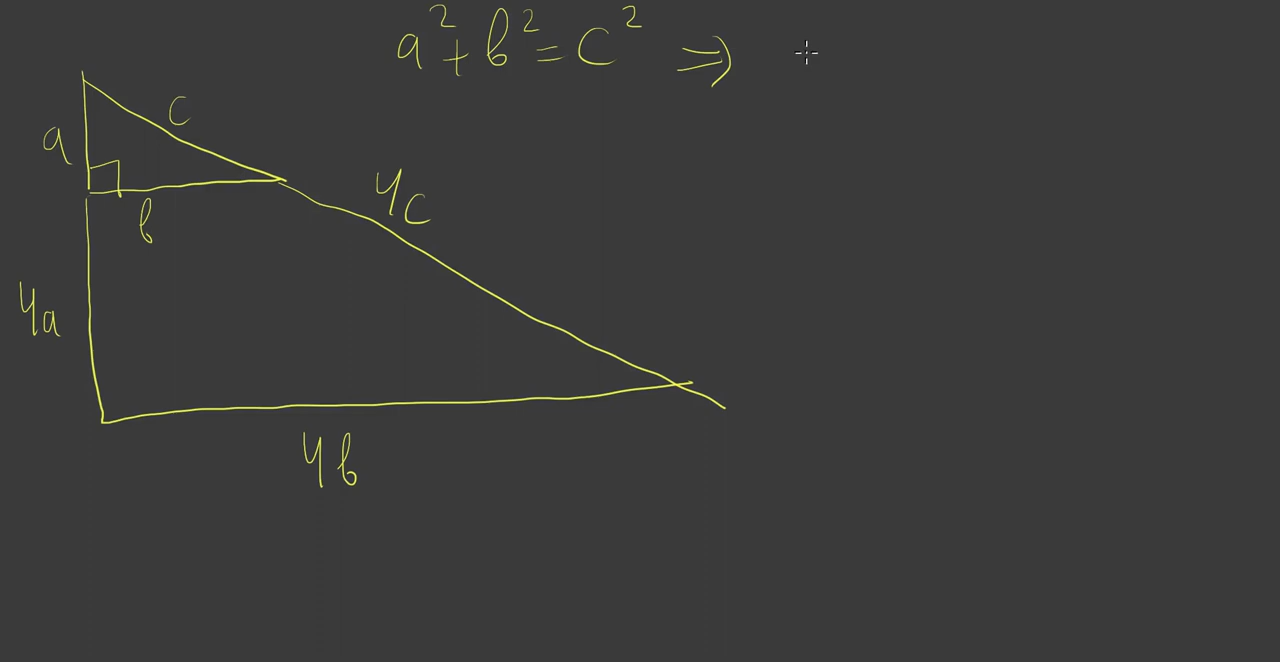 a² + b² = c² ⇒
c
a
4c
b
4a
4b